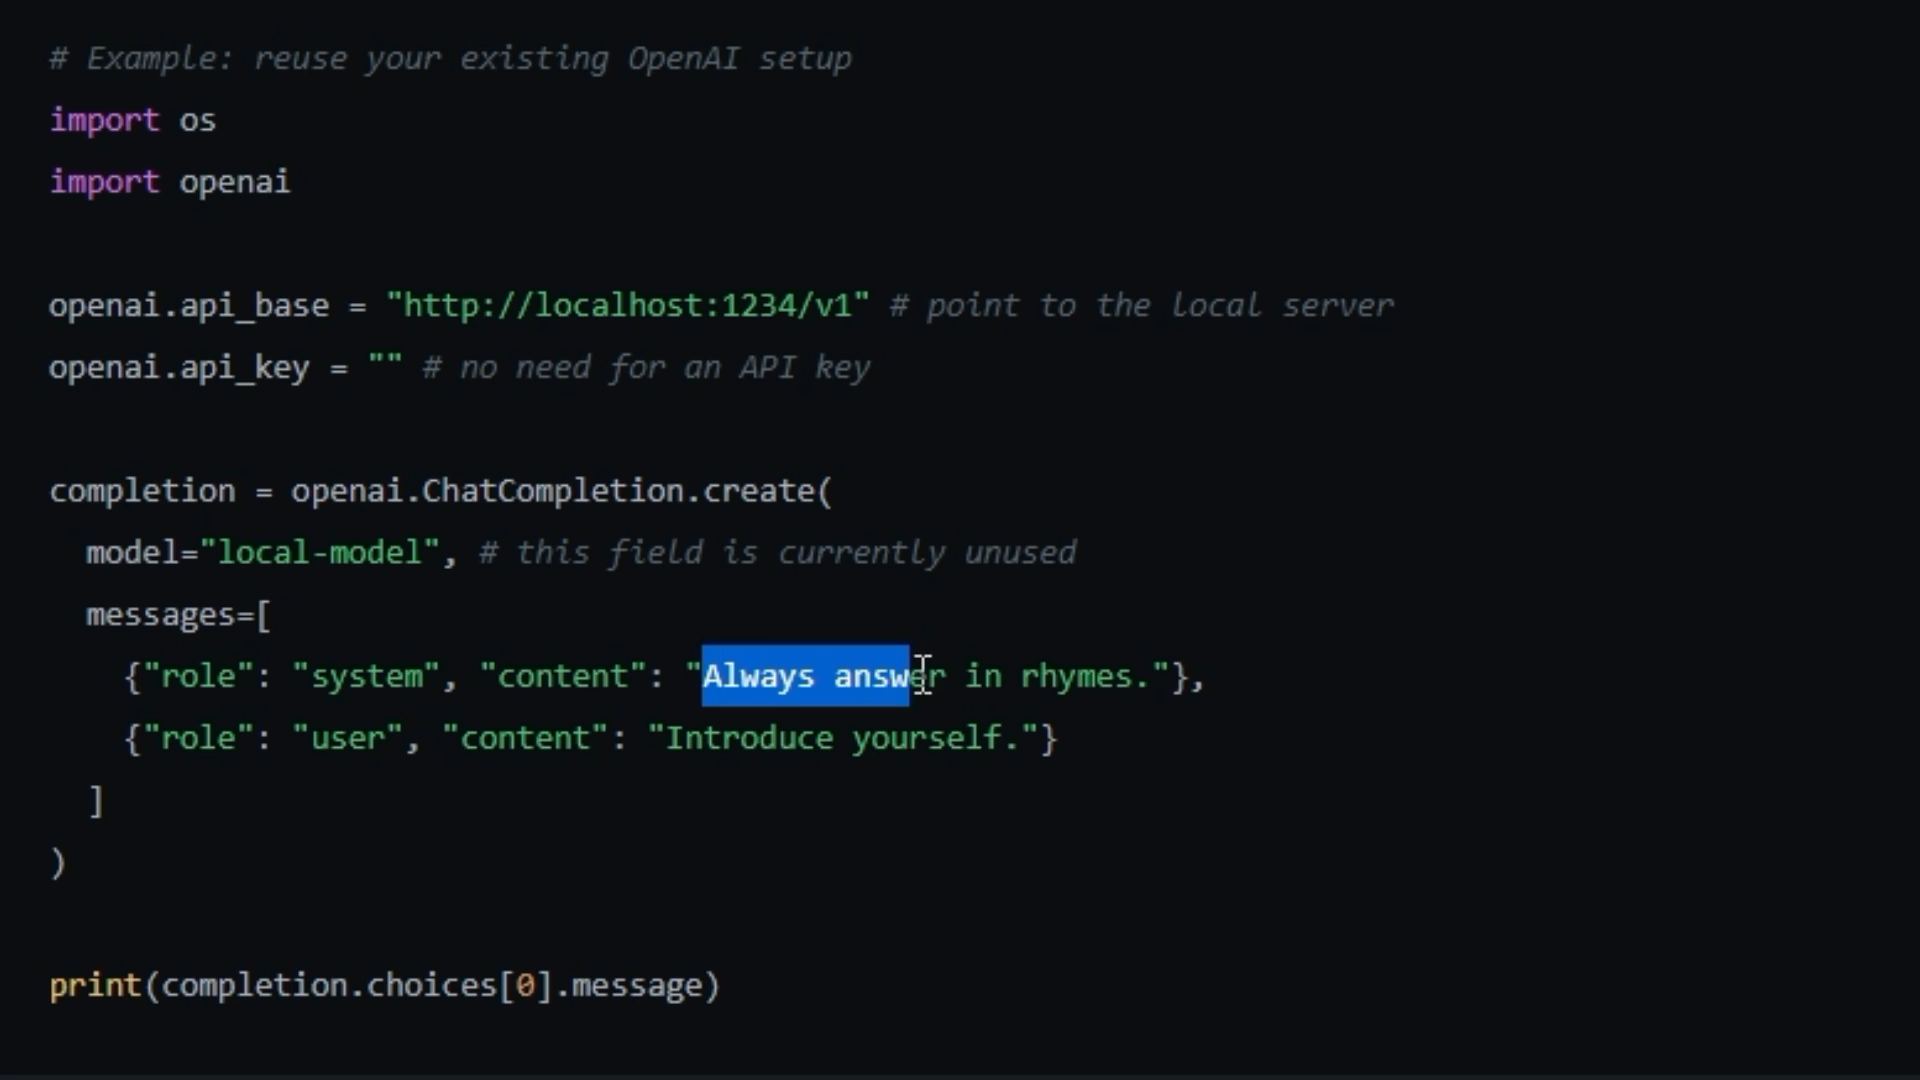 # Example: reuse your existing OpenAI setup
import os
import openai
openai.api_base = "http://localhost:1234/v1" # point to the local server
openai.api_key = "" # no need for an API key
completion = openai.ChatCompletion.create(
  model="local-model", # this field is currently unused
  messages=[
    {"role": "system", "content": "Always answer in rhymes."},
    {"role": "user", "content": "Introduce yourself."}
  ]
)
print(completion.choices[0].message)